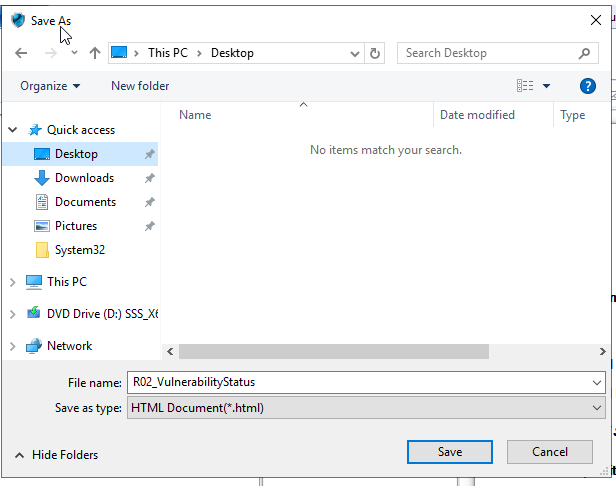 Save As
This PC > Desktop
Search Desktop
Organize
New folder
?
Name
Date modified
Type
Quick access
No items match your search.
Desktop
Downloads
Documents
Pictures
System32
This PC
DVD Drive (D:) SSS_X6
Network
File name:
R02_VulnerabilityStatus
Save as type:
HTML Document(*.html)
Hide Folders
Save
Cancel